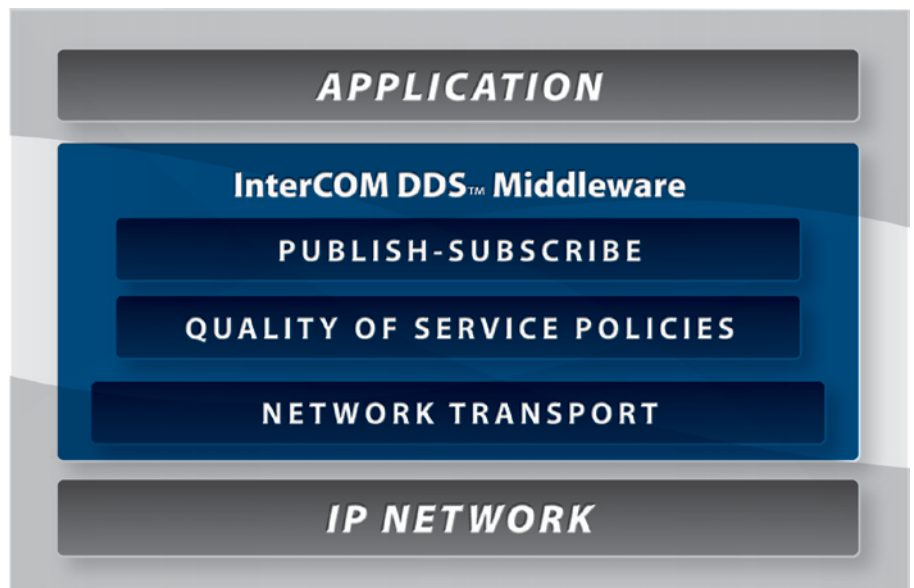 APPLICATION
InterCOM DDS™ Middleware
PUBLISH-SUBSCRIBE
QUALITY OF SERVICE POLICIES
NETWORK TRANSPORT
IP NETWORK